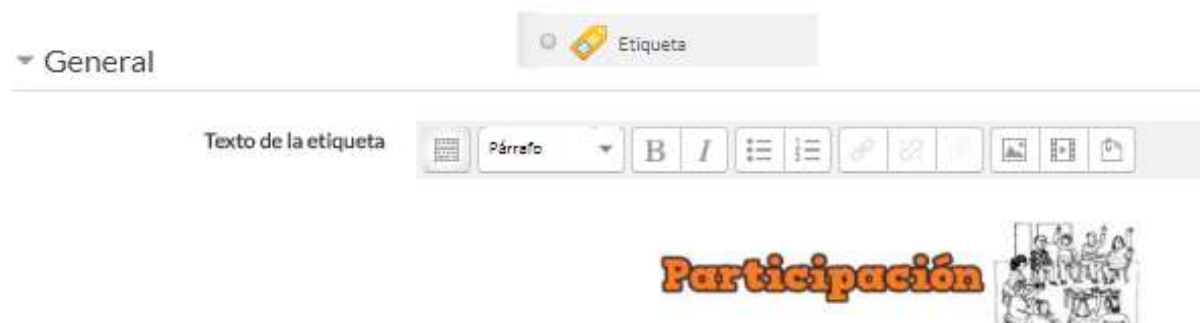 Etiqueta
General
Texto de la etiqueta
Párrafo
B I
Participación